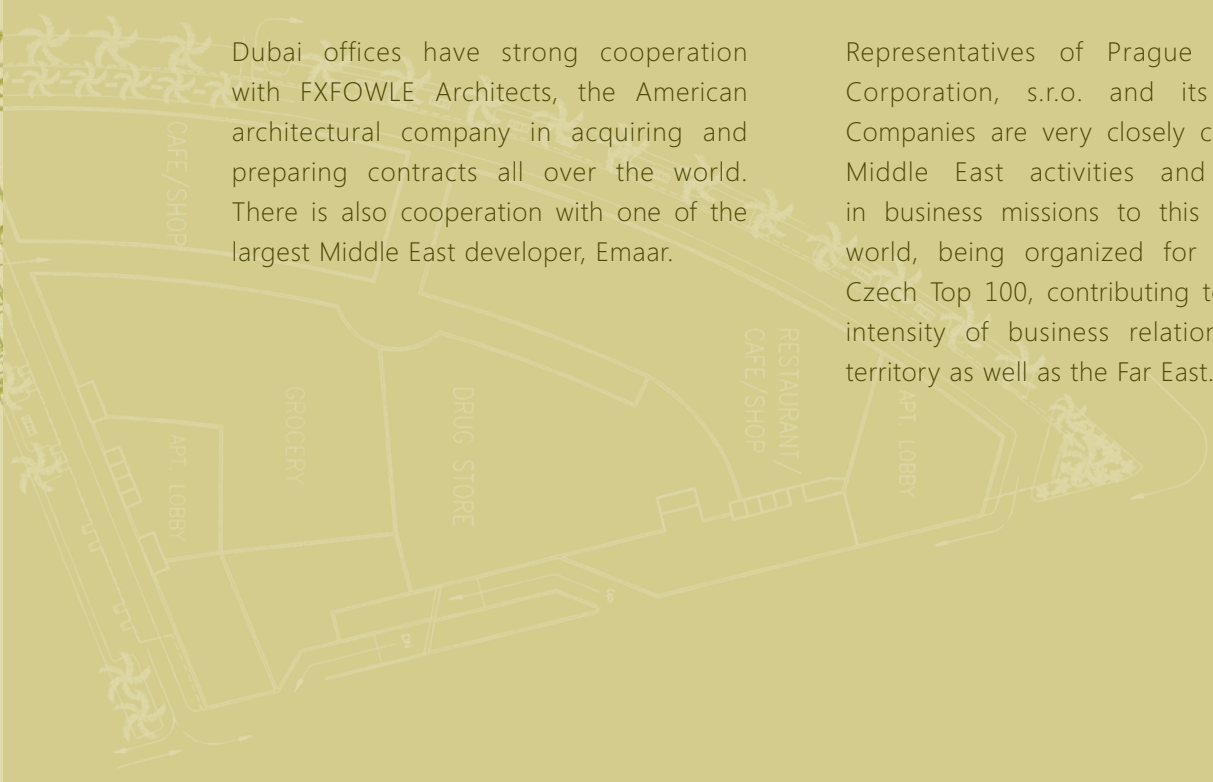 Dubai offices have strong cooperation
with FXFOWLE Architects, the American
architectural company in acquiring and
preparing contracts all over the world.
There is also cooperation with one of the
largest Middle East developer, Emaar.
Representatives of Prague
Corporation, s.r.o. and its
Companies are very closely
Middle East activities and
in business missions to this
world, being organized for
Czech Top 100, contributing
intensity of business
territory as well as the Far East.
CAFE/SHOP
GROCERY
APT. LOBBY
DRUG STORE
RESTAURANT/
CAFE/SHOP
APT. LOBBY